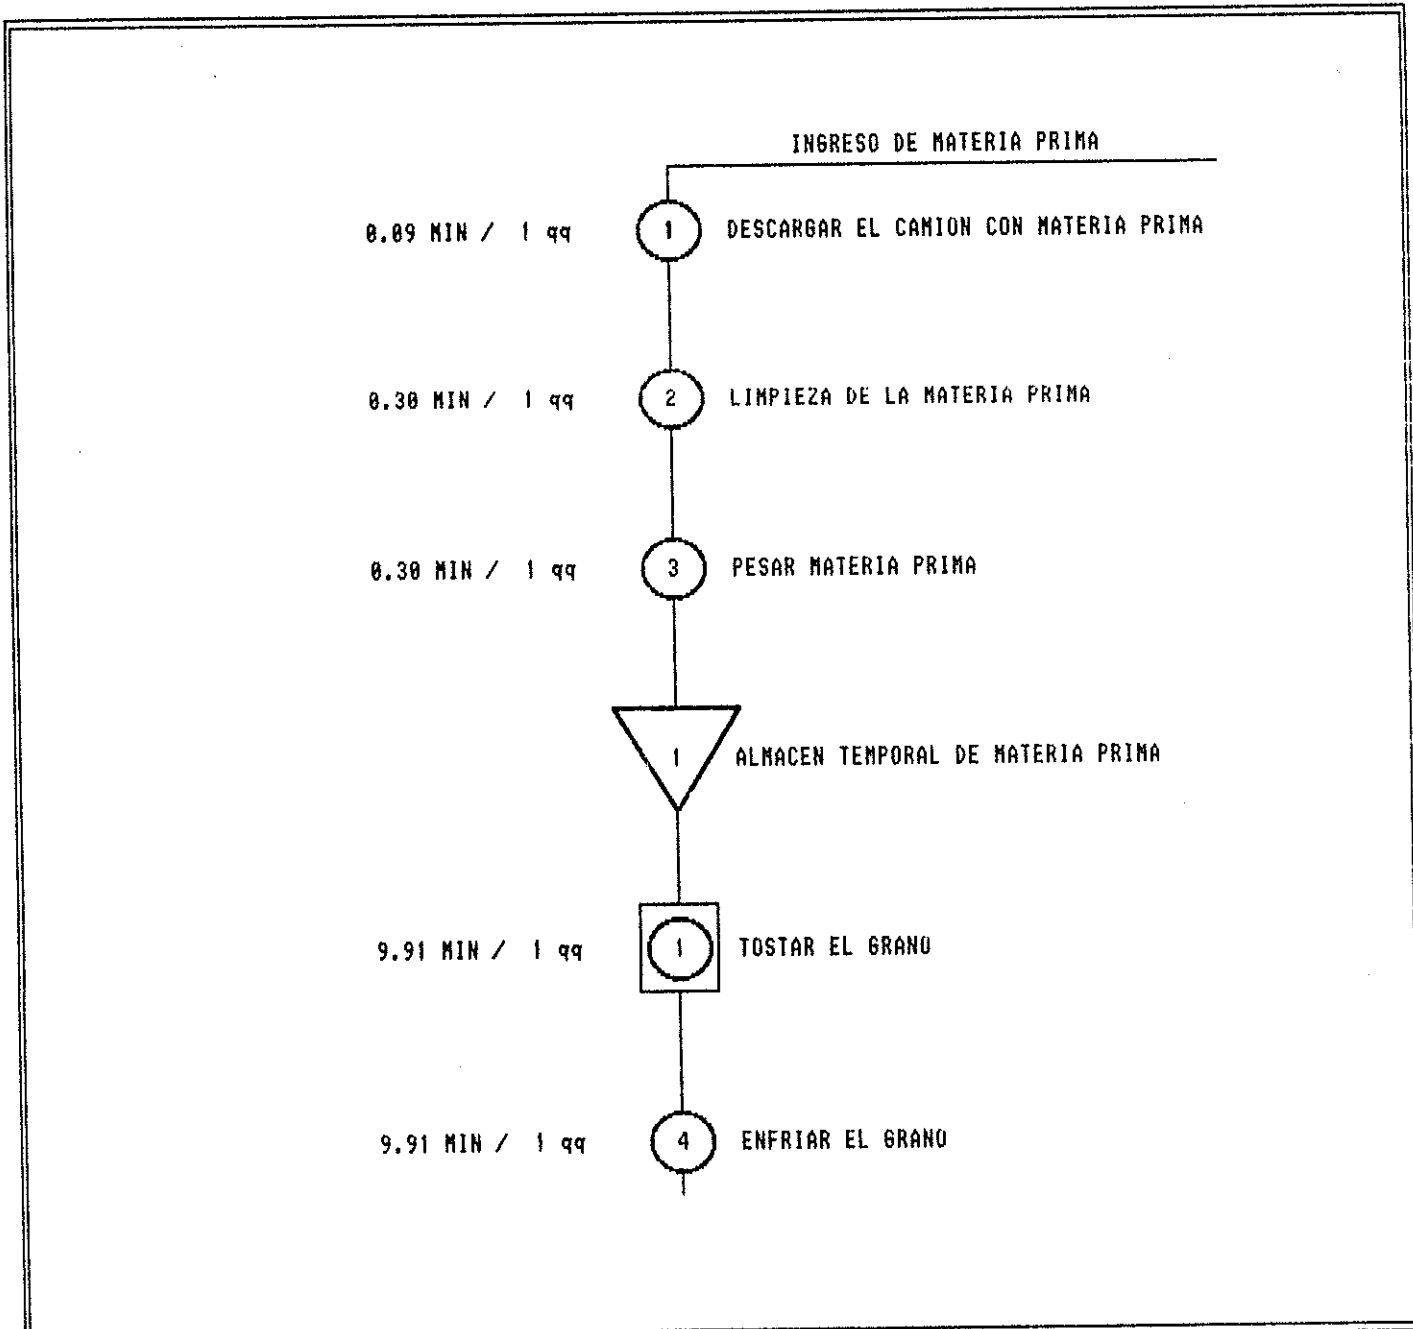 INGRESO DE MATERIA PRIMA
0.09 MIN / 1 qq 1 DESCARGAR EL CAMION CON MATERIA PRIMA
0.30 MIN / 1 qq 2 LIMPIEZA DE LA MATERIA PRIMA
0.30 MIN / 1 qq 3 PESAR MATERIA PRIMA
1 ALMACEN TEMPORAL DE MATERIA PRIMA
9.91 MIN / 1 qq 1 TOSTAR EL GRANO
9.91 MIN / 1 qq 4 ENFRIAR EL GRANO